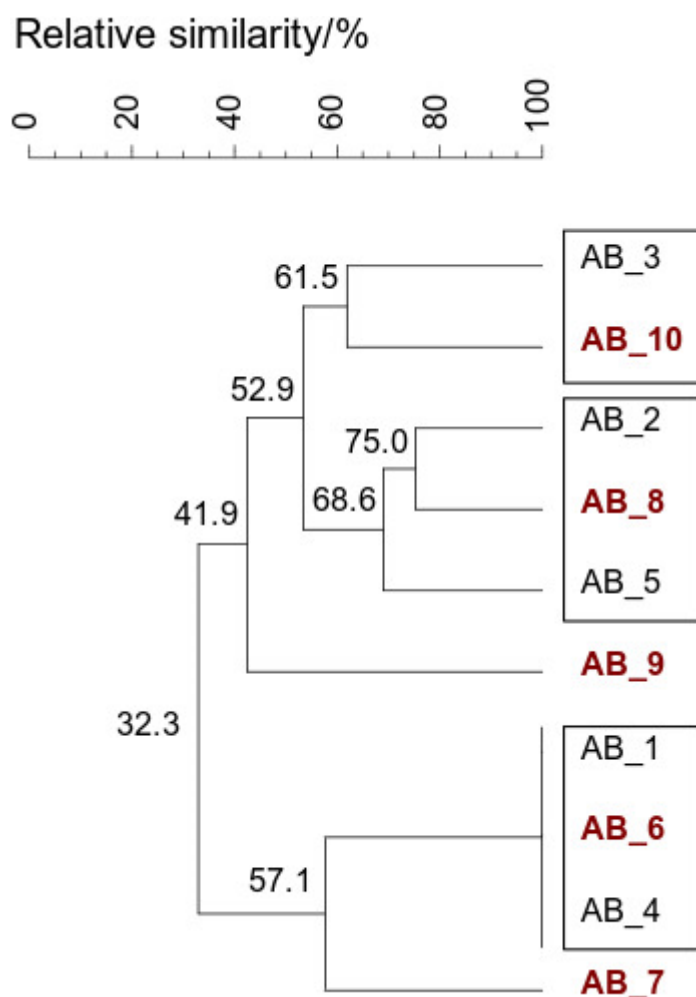 Relative similarity/%
0 20 40 60 80 100
AB_3
61.5
AB_10
52.9
AB_2
75.0
68.6
AB_8
41.9
AB_5
AB_9
32.3
AB_1
AB_6
57.1
AB_4
AB_7